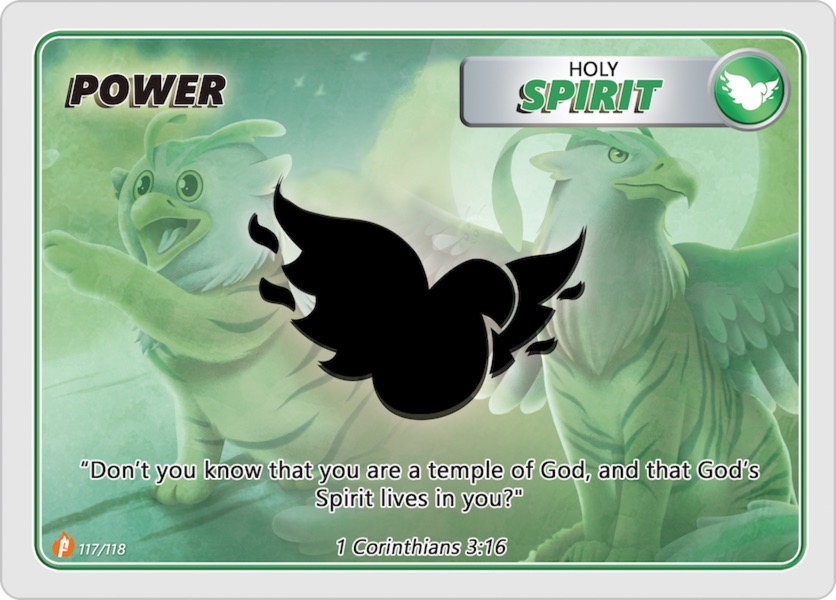 POWER
HOLY
SPIRIT
“Don’t you know that you are a temple of God, and that God’s
Spirit lives in you?"
1 Corinthians 3:16
117/118